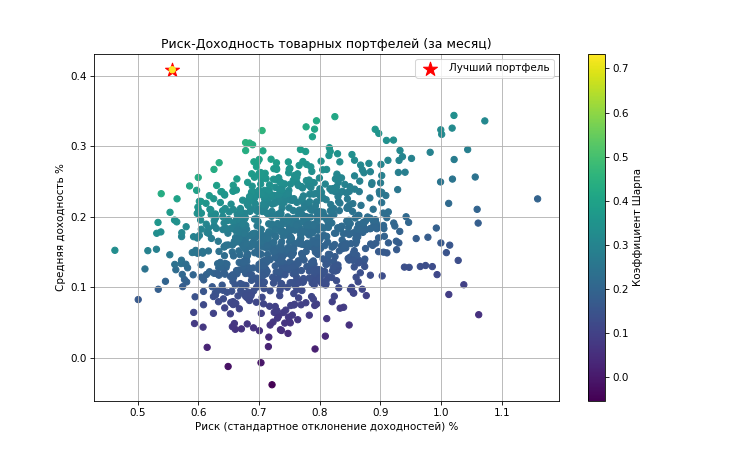 Риск-Доходность товарных портфелей (за месяц)
Лучший портфель
Средняя доходность %
0.4
0.3
0.2
0.1
0.0
0.5 0.6 0.7 0.8 0.9 1.0 1.1
Риск (стандартное отклонение доходностей) %
0.7
0.6
0.5
0.4
0.3
0.2
0.1
0.0
Коэффициент Шарпа